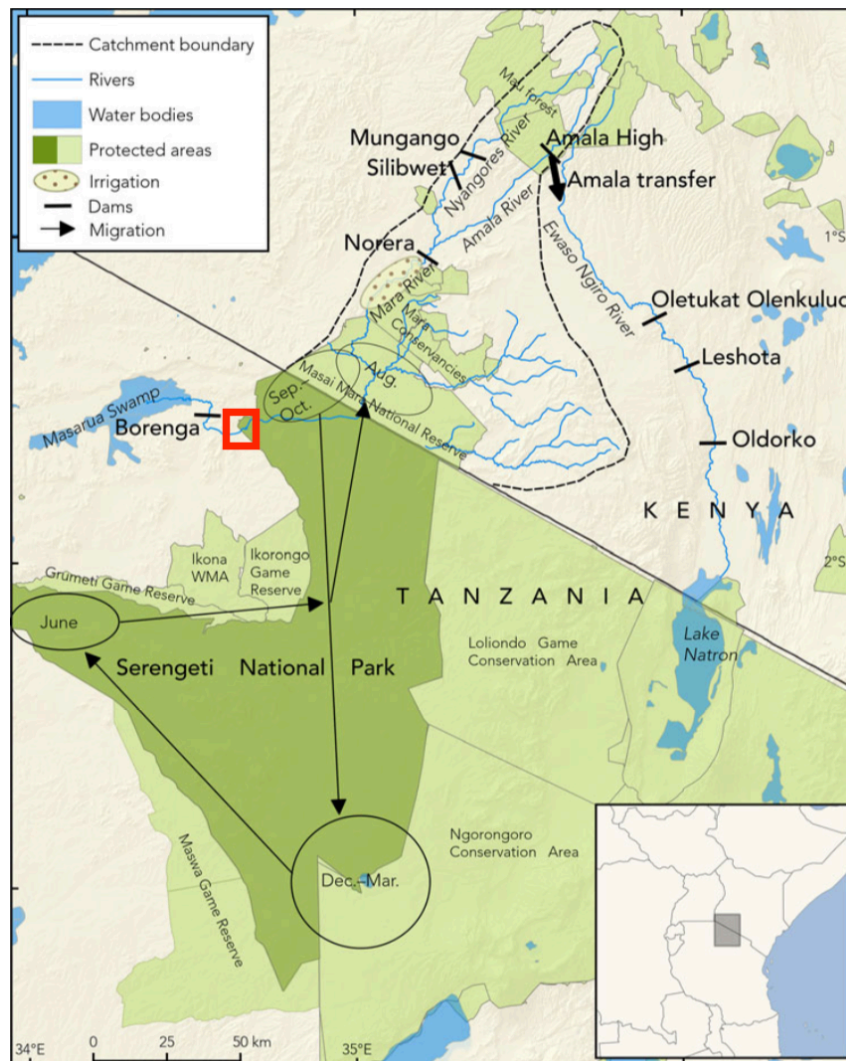 Catchment boundary
Rivers
Water bodies
Protected areas
Irrigation
Dams
Migration
Mau forest
Mungango
Silibwet
Nyangores River
Amala High
Amala transfer
Amala River
Norera
Ewaso Ngiro River
1°S
Mara River
Mara
Conservancies
Oletukat Olenkuluo
Leshota
Aug.
Sep.–
Oct.
Masai Mara National Reserve
Masarua Swamp
Borenga
Oldorko
KENYA
Ikona
WMA
Ikorongo
Game
Reserve
2°S
Grumeti Game Reserve
TANZANIA
June
Serengeti National Park
Loliondo Game
Conservation Area
Lake
Natron
Maswa Game Reserve
Ngorongoro
Conservation Area
Dec.–Mar.
34°E
0
25
50 km
35°E